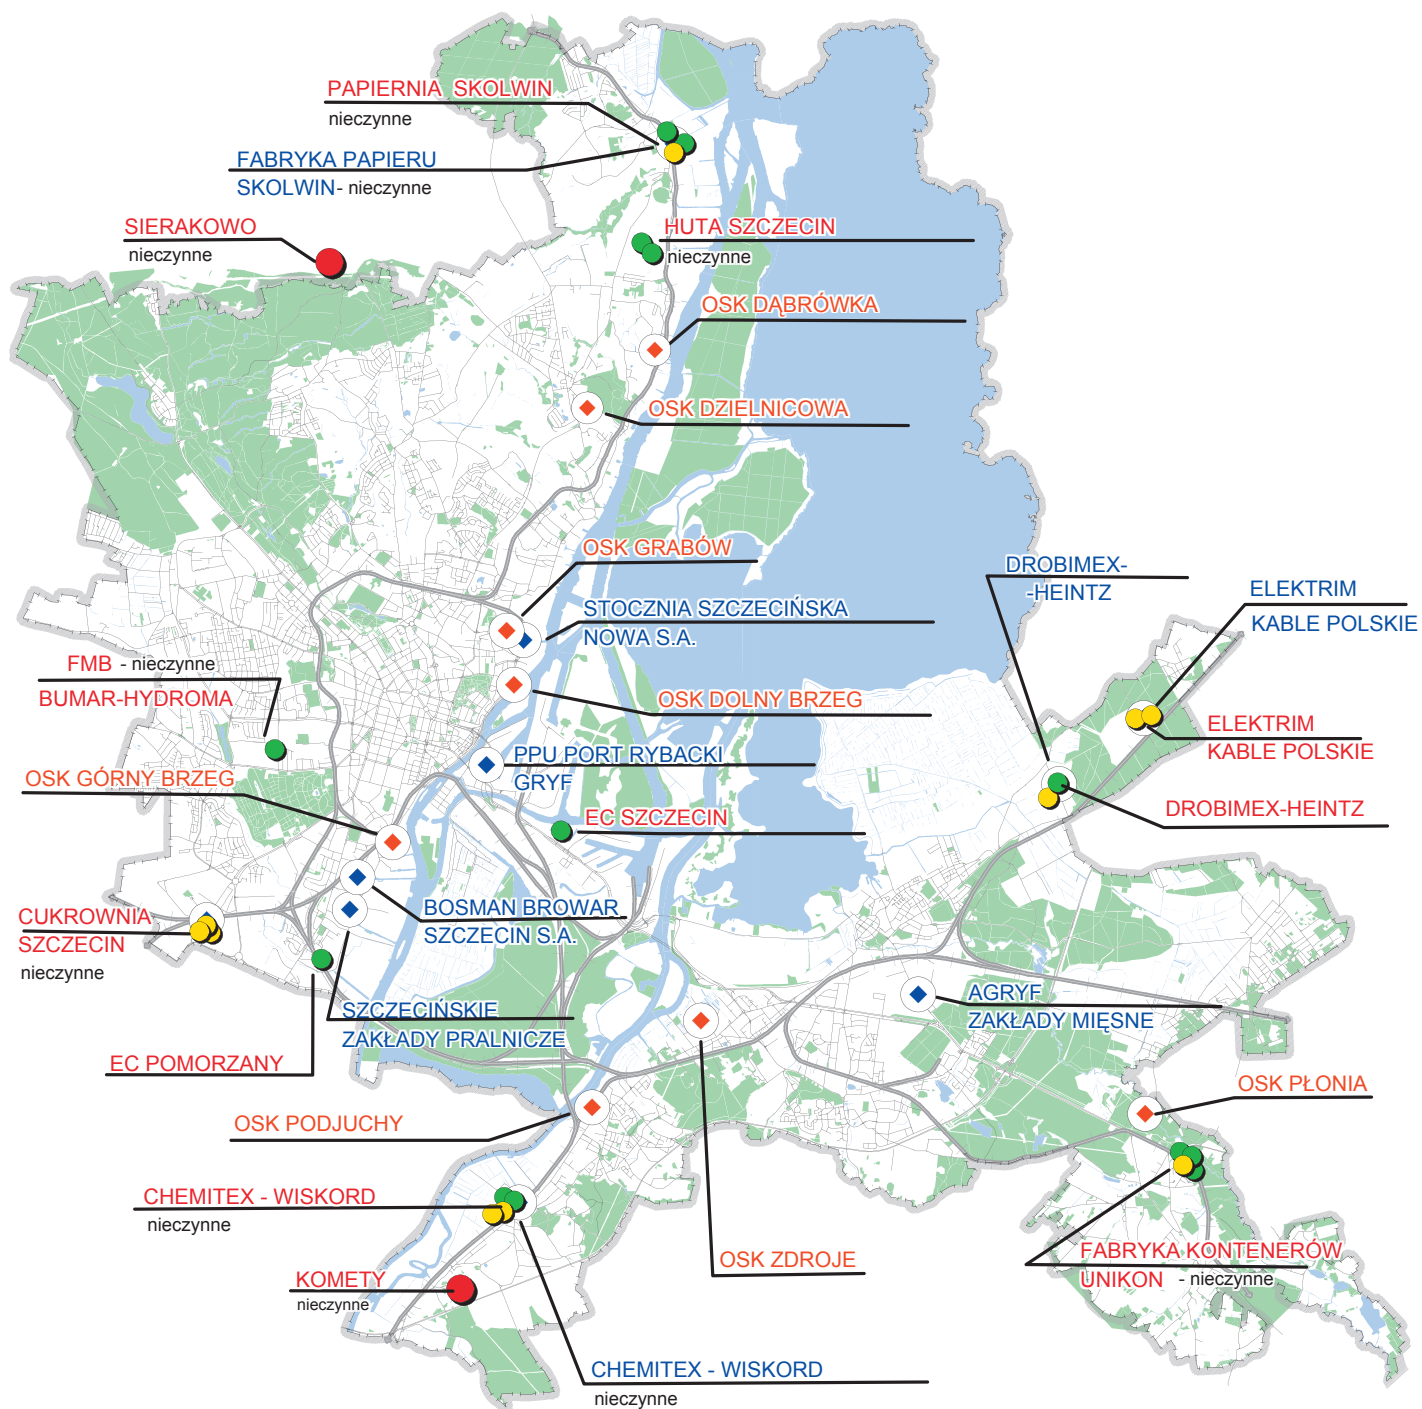 PAPIERNIA SKOLWIN
nieczynne
FABRYKA PAPIERU
SKOLWIN - nieczynne
SIERAKOWO
nieczynne
HUTA SZCZECIN
nieczynne
OSK DĄBRÓWKA
OSK DZIELNICOWA
OSK GRABÓW
STOCZNIA SZCZECIŃSKA
NOWA S.A.
DROBIMEX-
-HEINTZ
ELEKTRIM
KABLE POLSKIE
FMB - nieczynne
BUMAR-HYDROMA
OSK DOLNY BRZEG
ELEKTRIM
KABLE POLSKIE
PPU PORT RYBACKI
GRYF
OSK GÓRNY BRZEG
EC SZCZECIN
DROBIMEX-HEINTZ
CUKROWNIA
SZCZECIN
nieczynne
BOSMAN BROWAR
SZCZECIN S.A.
SZCZECIŃSKIE
ZAKŁADY PRALNICZE
AGRYF
ZAKŁADY MIĘSNE
EC POMORZANY
OSK PŁONIA
OSK PODJUCHY
CHEMITEX - WISKORD
nieczynne
OSK ZDROJE
FABRYKA KONTENERÓW
UNIKON - nieczynne
KOMETY
nieczynne
CHEMITEX - WISKORD
nieczynne